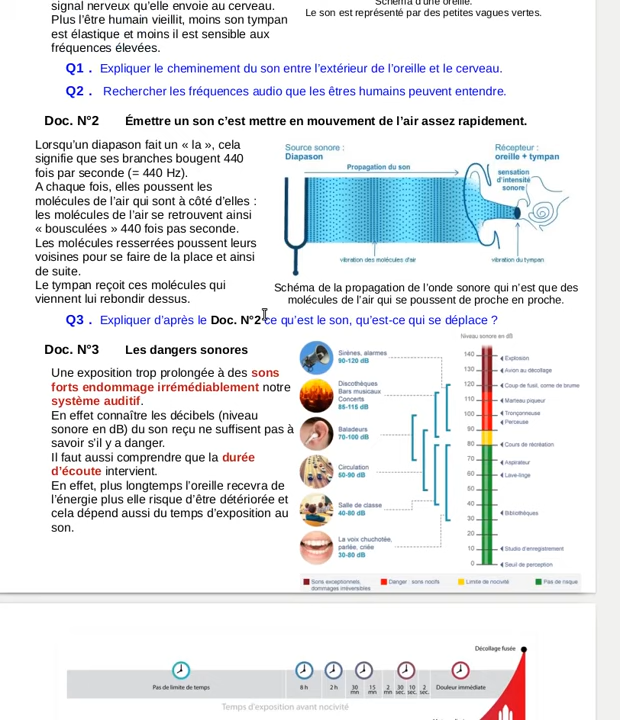 signal nerveux qu'elle envoie au cerveau.
Plus l'être humain vieillit, moins son tympan
est élastique et moins il est sensible aux
fréquences élevées.
Schéma d'une oreille.
Le son est représenté par des petites vagues vertes.
Q1 . Expliquer le cheminement du son entre l'extérieur de l'oreille et le cerveau.
Q2 . Rechercher les fréquences audio que les êtres humains peuvent entendre.
Doc. N°2 Émettre un son c'est mettre en mouvement de l'air assez rapidement.
Lorsqu'un diapason fait un « la », cela
signifie que ses branches bougent 440
fois par seconde (= 440 Hz).
A chaque fois, elles poussent les
molécules de l'air qui sont à côté d'elles :
les molécules de l'air se retrouvent ainsi
« bousculées » 440 fois pas seconde.
Les molécules resserrées poussent leurs
voisines pour se faire de la place et ainsi
de suite.
Le tympan reçoit ces molécules qui
viennent lui rebondir dessus.
Source sonore :
Diapason
Propagation du son
Récepteur :
oreille + tympan
sensation
d'intensité
sonore
vibration des molécules d'air
vibration du tympan
Schéma de la propagation de l'onde sonore qui n'est que des
molécules de l'air qui se poussent de proche en proche.
Q3 . Expliquer d'après le Doc. N°2 ce qu'est le son, qu'est-ce qui se déplace ?
Doc. N°3 Les dangers sonores
Une exposition trop prolongée à des sons
forts endommage irrémédiablement notre
système auditif.
En effet connaître les décibels (niveau
sonore en dB) du son reçu ne suffisent pas à
savoir s'il y a danger.
Il faut aussi comprendre que la durée
d'écoute intervient.
En effet, plus longtemps l'oreille recevra de
l'énergie plus elle risque d'être détériorée et
cela dépend aussi du temps d'exposition au
son.
Sirènes, alarmes
90-120 dB
Discothèques
Bars musicaux
Concerts
85-115 dB
Baladeurs
70-100 dB
Circulation
60-90 dB
Salle de classe
40-80 dB
La voix chuchotée,
parlée, criée
30-80 dB
Niveau sonore en dB
140
130
120
110
100
90
80
70
60
50
40
30
20
10
0
Explosion
Avion au décollage
Coup de fusil, corne de brume
Marteau piqueur
Tronçonneuse
Perceuse
Cours de récréation
Aspirateur
Lave-linge
Bibliothèques
Studio d'enregistrement
Seuil de perception
Sons exceptionnels,
dommages irréversibles
Danger : sons nocifs
Limite de nocivité
Pas de risque
Décollage fusée
Pas de limite de temps
8 h
2 h
30 mn
15 mn
2 mn
30 sec.
10 sec.
2 sec.
Douleur immédiate
Temps d'exposition avant nocivité